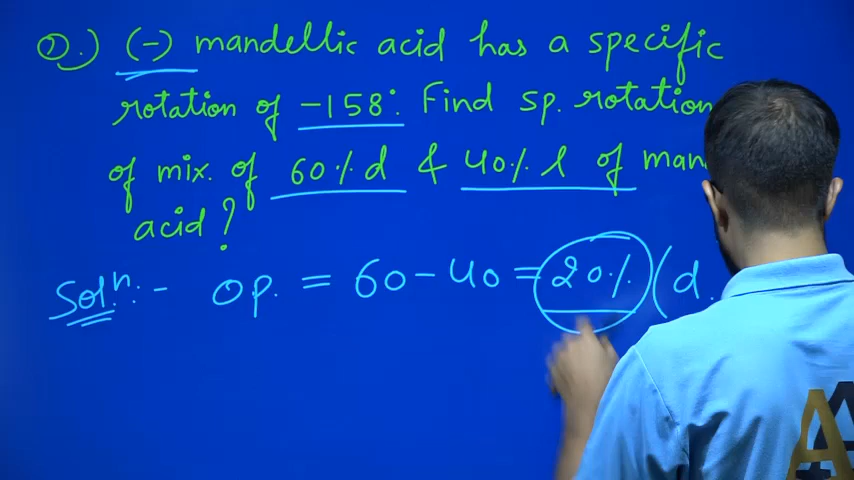 Q.) (-) mandellic acid has a specific
rotation of -158°. Find sp. rotation
of mix. of 60% d & 40% l of man
acid?
Solⁿ:- op. = 60-40 = 20% (d.